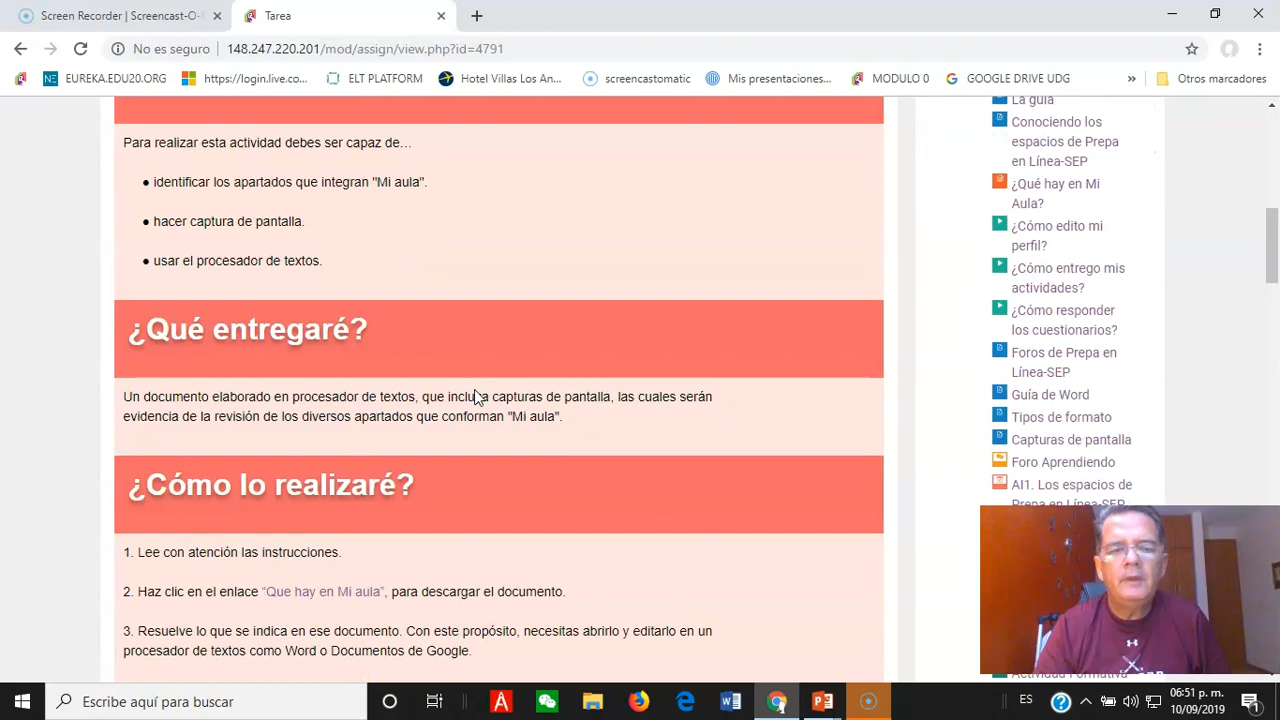 Screen Recorder | Screencast-O-
Tarea
No es seguro | 148.247.220.201/mod/assign/view.php?id=4791
EUREKA.EDU20.ORG
https://login.live.co...
ELT PLATFORM
Hotel Villas Los An...
screencastomatic
Mis presentaciones...
MODULO 0
GOOGLE DRIVE UDG
»
Otros marcadores
Para realizar esta actividad debes ser capaz de…
● identificar los apartados que integran "Mi aula".
● hacer captura de pantalla.
● usar el procesador de textos.
¿Qué entregaré?
Un documento elaborado en procesador de textos, que incluya capturas de pantalla, las cuales serán
evidencia de la revisión de los diversos apartados que conforman "Mi aula".
¿Cómo lo realizaré?
1. Lee con atención las instrucciones.
2. Haz clic en el enlace “Que hay en Mi aula”, para descargar el documento.
3. Resuelve lo que se indica en ese documento. Con este propósito, necesitas abrirlo y editarlo en un
procesador de textos como Word o Documentos de Google.
La guía
Conociendo los
espacios de Prepa
en Línea-SEP
¿Qué hay en Mi
Aula?
¿Cómo edito mi
perfil?
¿Cómo entrego mis
actividades?
¿Cómo responder
los cuestionarios?
Foros de Prepa en
Línea-SEP
Guía de Word
Tipos de formato
Capturas de pantalla
Foro Aprendiendo
AI1. Los espacios de
Prepa en Línea-SEP
Actividad Formativa
Escribe aquí para buscar
ES
06:51 p. m.
10/09/2019